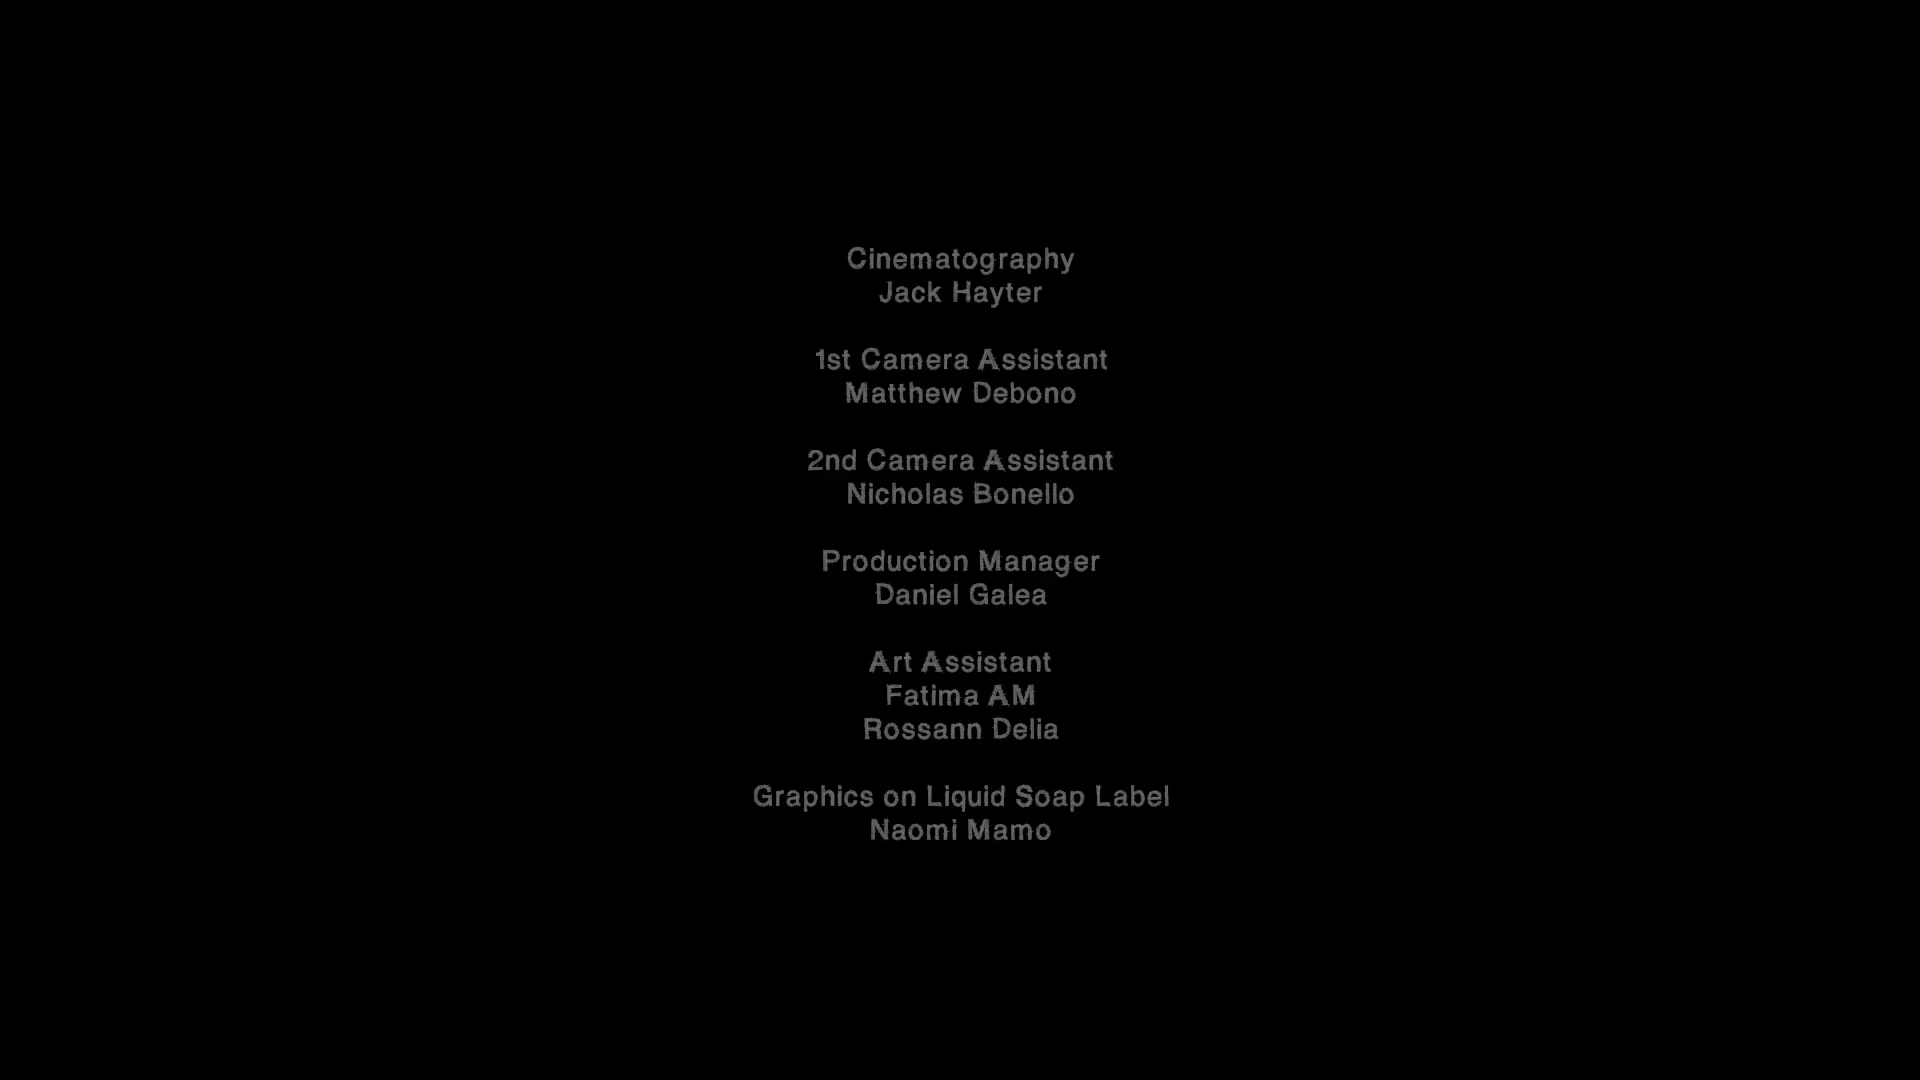 Cinematography
Jack Hayter
1st Camera Assistant
Matthew Debono
2nd Camera Assistant
Nicholas Bonello
Production Manager
Daniel Galea
Art Assistant
Fatima AM
Rossann Delia
Graphics on Liquid Soap Label
Naomi Mamo